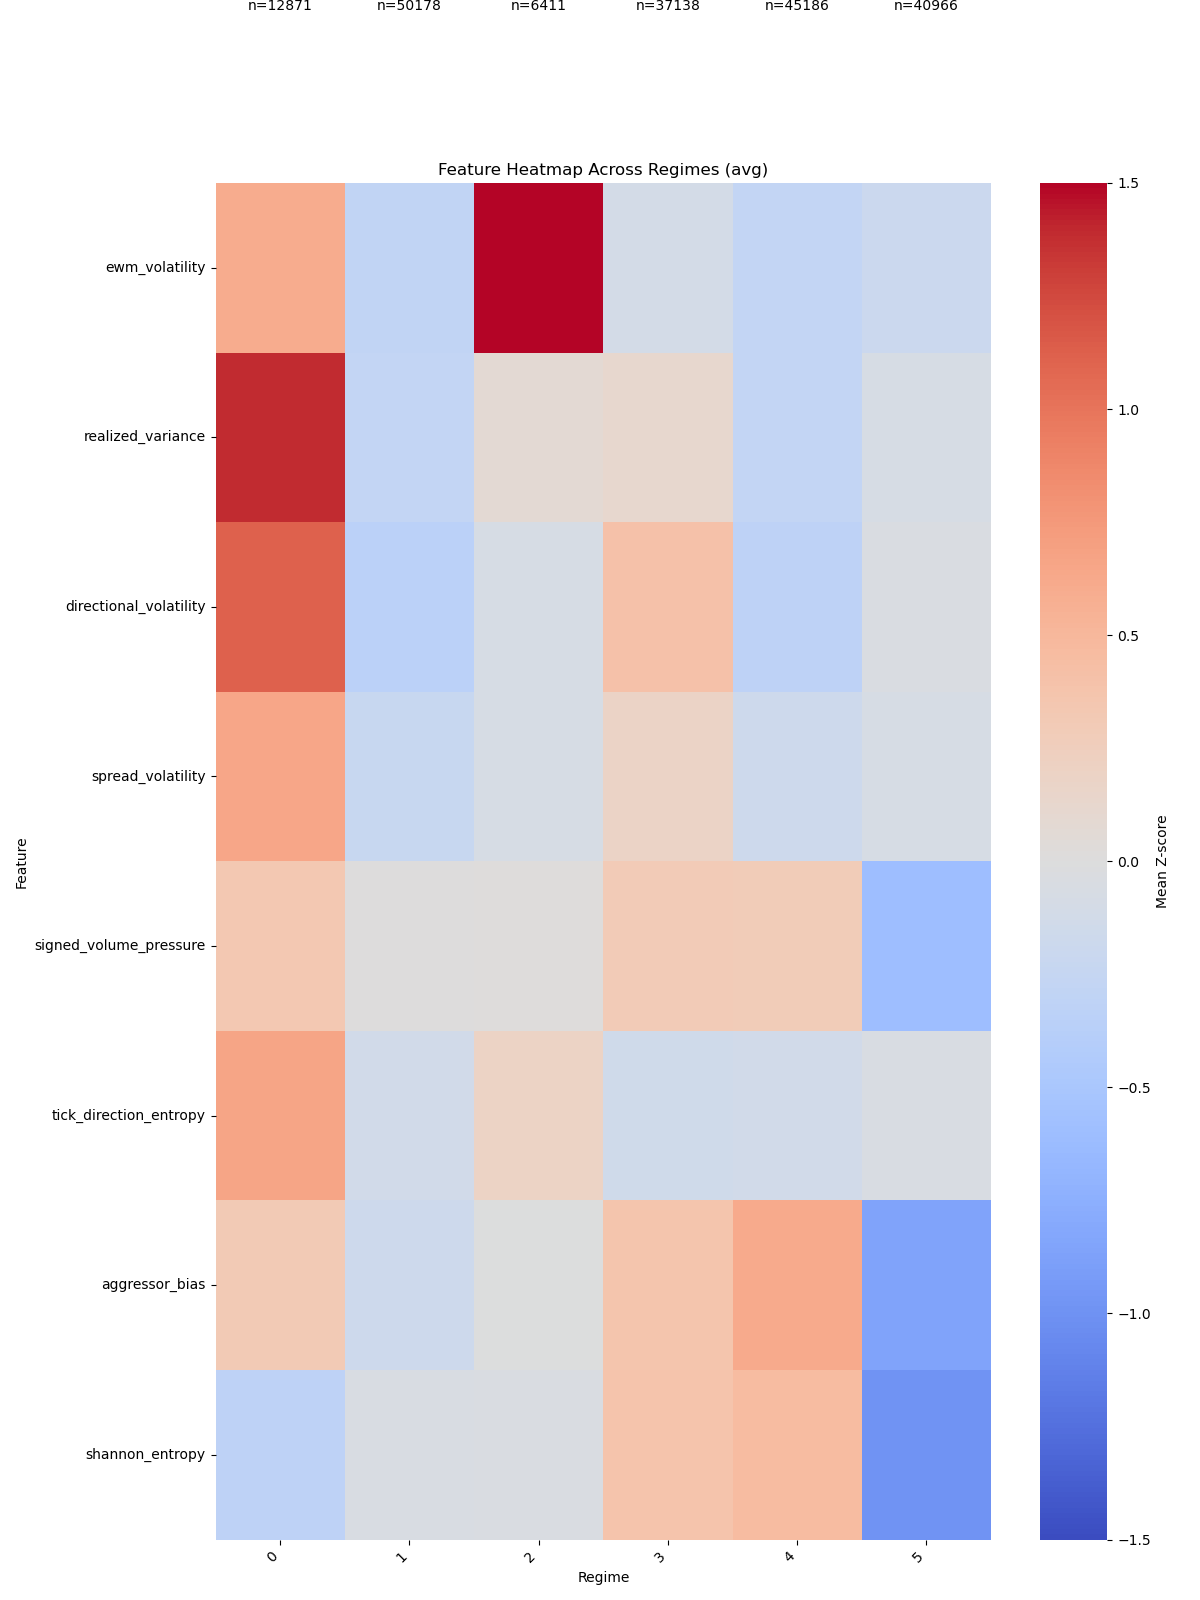 n=12871 n=50178 n=6411 n=37138 n=45186 n=40966
Feature Heatmap Across Regimes (avg)
ewm_volatility
realized_variance
directional_volatility
spread_volatility
signed_volume_pressure
tick_direction_entropy
aggressor_bias
shannon_entropy
Feature
0 1 2 3 4 5
Regime
1.5
1.0
0.5
0.0
−0.5
−1.0
−1.5
Mean Z-score